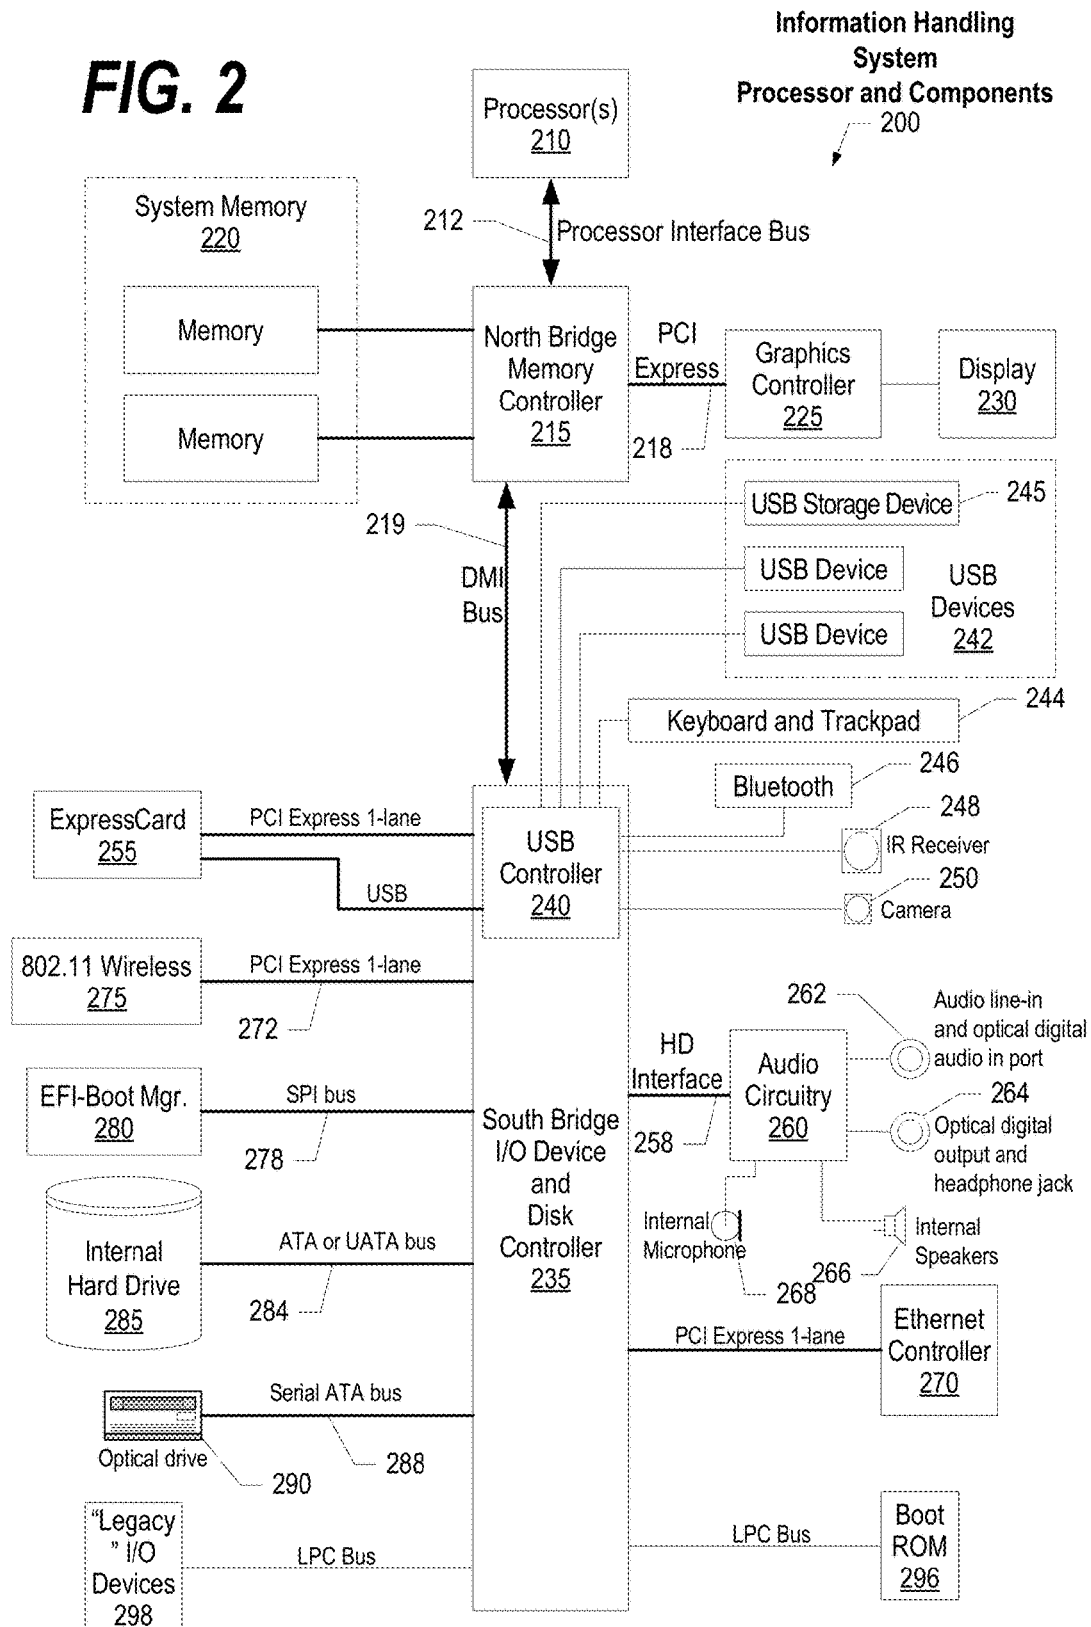 Information Handling
System
Processor and Components
200
FIG. 2
Processor(s)
210
212
Processor Interface Bus
System Memory
220
Memory
Memory
North Bridge
Memory
Controller
215
PCI
Express
218
Graphics
Controller
225
Display
230
219
DMI
Bus
USB Storage Device
245
USB Device
USB Device
USB
Devices
242
Keyboard and Trackpad
244
Bluetooth
246
248
IR Receiver
250
Camera
ExpressCard
255
PCI Express 1-lane
USB
USB
Controller
240
802.11 Wireless
275
PCI Express 1-lane
272
EFI-Boot Mgr.
280
SPI bus
278
South Bridge
I/O Device
and
Disk
Controller
235
HD
Interface
258
Audio
Circuitry
260
262
Audio line-in
and optical digital
audio in port
264
Optical digital
output and
headphone jack
Internal
Microphone
268
Internal
Speakers
266
Internal
Hard Drive
285
ATA or UATA bus
284
PCI Express 1-lane
Ethernet
Controller
270
Serial ATA bus
288
Optical drive
290
“Legacy
” I/O
Devices
298
LPC Bus
LPC Bus
Boot
ROM
296